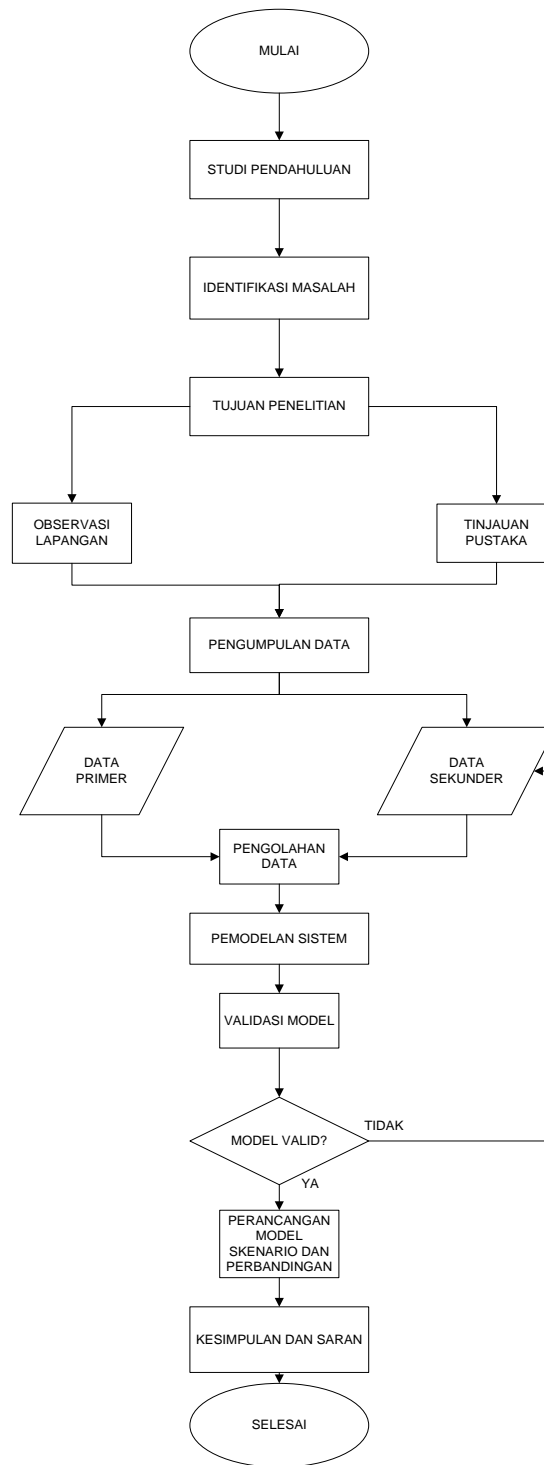 MULAI
STUDI PENDAHULUAN
IDENTIFIKASI MASALAH
TUJUAN PENELITIAN
OBSERVASI
LAPANGAN
TINJAUAN
PUSTAKA
PENGUMPULAN DATA
DATA
PRIMER
DATA
SEKUNDER
PENGOLAHAN
DATA
PEMODELAN SISTEM
VALIDASI MODEL
MODEL VALID?
TIDAK
YA
PERANCANGAN
MODEL
SKENARIO DAN
PERBANDINGAN
KESIMPULAN DAN SARAN
SELESAI